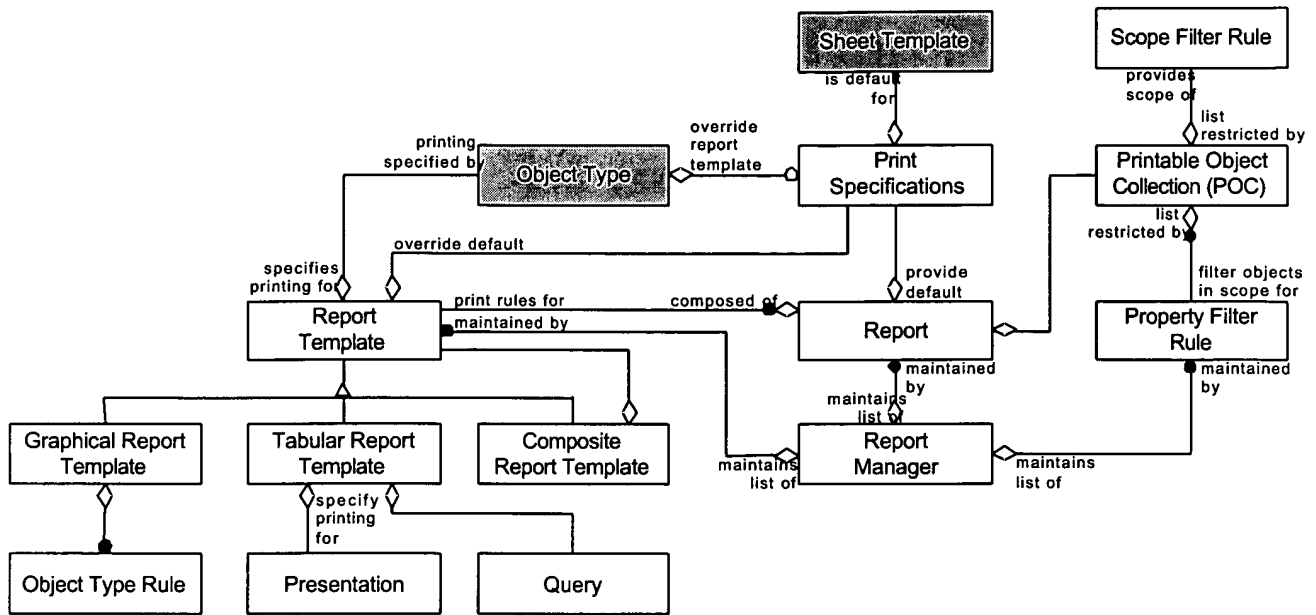 Sheet Template
Scope Filter Rule
is default
for
provides
scope of
list
restricted by
printing
specified by
override
report
template
Object Type
Print
Specifications
Printable Object
Collection (POC)
list
restricted by
override default
specifies
printing for
provide
default
filter objects
in scope for
print rules for
composed of
Report
Template
maintained by
Report
Property Filter
Rule
maintained
by
maintained
by
maintains
list of
Graphical Report
Template
Tabular Report
Template
Composite
Report Template
Report
Manager
maintains
list of
maintains
list of
specify
printing
for
Object Type Rule
Presentation
Query